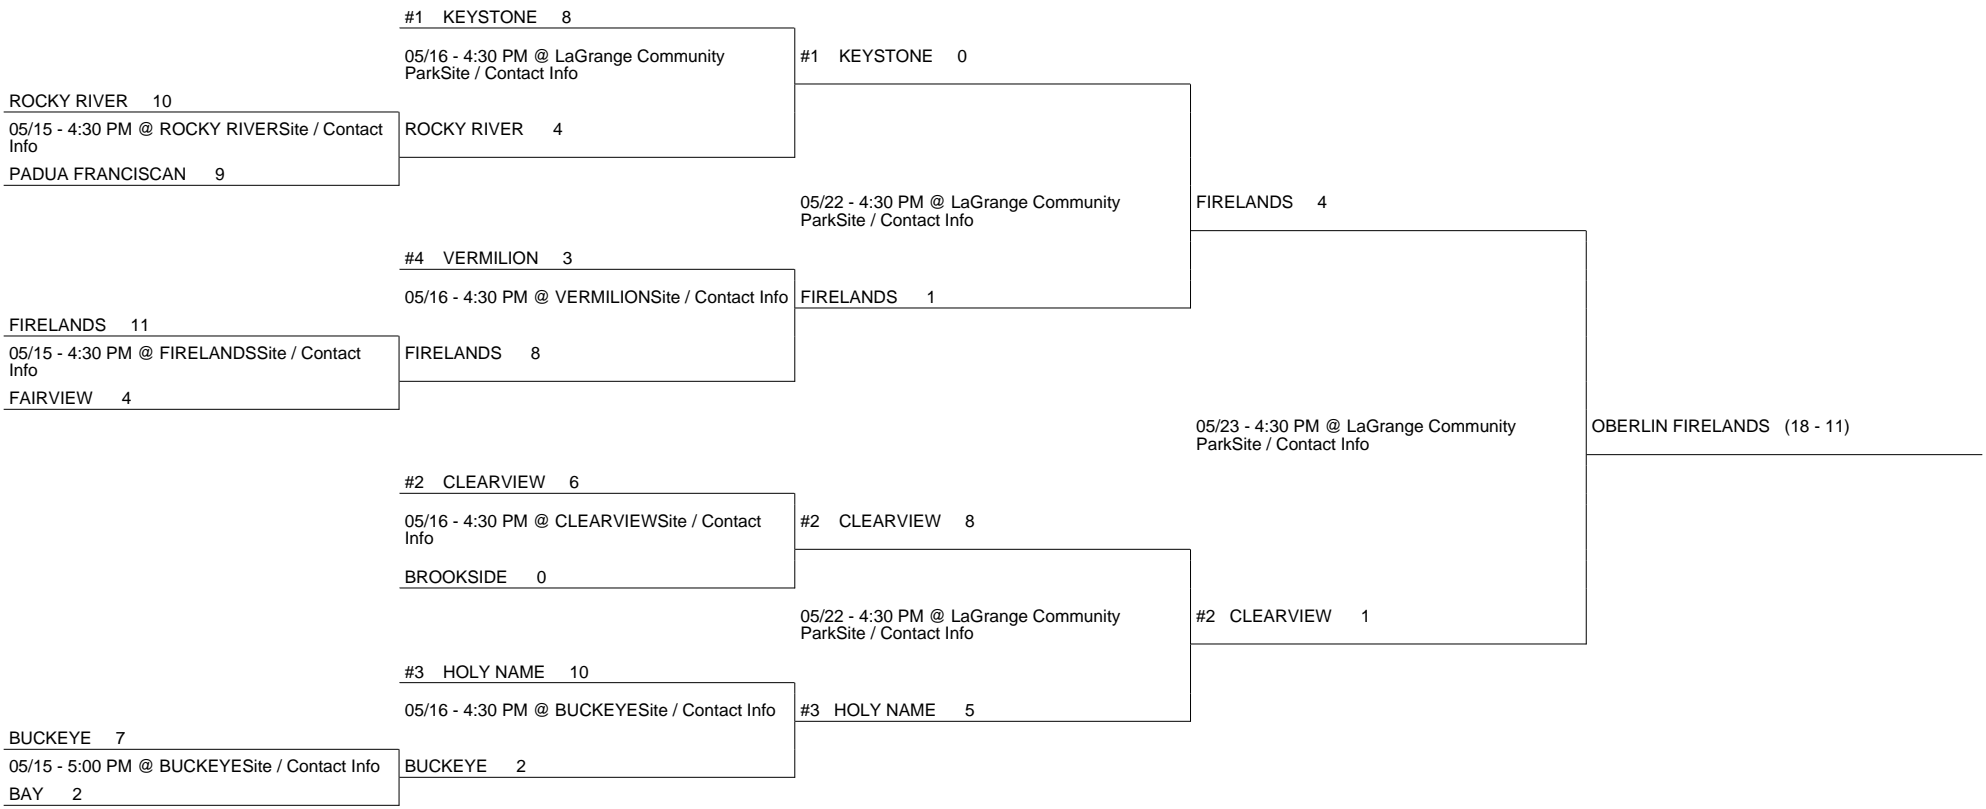 #1 KEYSTONE 8
05/16 - 4:30 PM @ LaGrange Community
ParkSite / Contact Info
#1 KEYSTONE 0
ROCKY RIVER 10
05/15 - 4:30 PM @ ROCKY RIVERSite / Contact
Info
ROCKY RIVER 4
PADUA FRANCISCAN 9
05/22 - 4:30 PM @ LaGrange Community
ParkSite / Contact Info
FIRELANDS 4
#4 VERMILION 3
05/16 - 4:30 PM @ VERMILIONSite / Contact Info
FIRELANDS 1
FIRELANDS 11
05/15 - 4:30 PM @ FIRELANDSSite / Contact
Info
FIRELANDS 8
FAIRVIEW 4
05/23 - 4:30 PM @ LaGrange Community
ParkSite / Contact Info
OBERLIN FIRELANDS (18 - 11)
#2 CLEARVIEW 6
05/16 - 4:30 PM @ CLEARVIEWSite / Contact
Info
#2 CLEARVIEW 8
BROOKSIDE 0
05/22 - 4:30 PM @ LaGrange Community
ParkSite / Contact Info
#2 CLEARVIEW 1
#3 HOLY NAME 10
05/16 - 4:30 PM @ BUCKEYESite / Contact Info
#3 HOLY NAME 5
BUCKEYE 7
05/15 - 5:00 PM @ BUCKEYESite / Contact Info
BUCKEYE 2
BAY 2